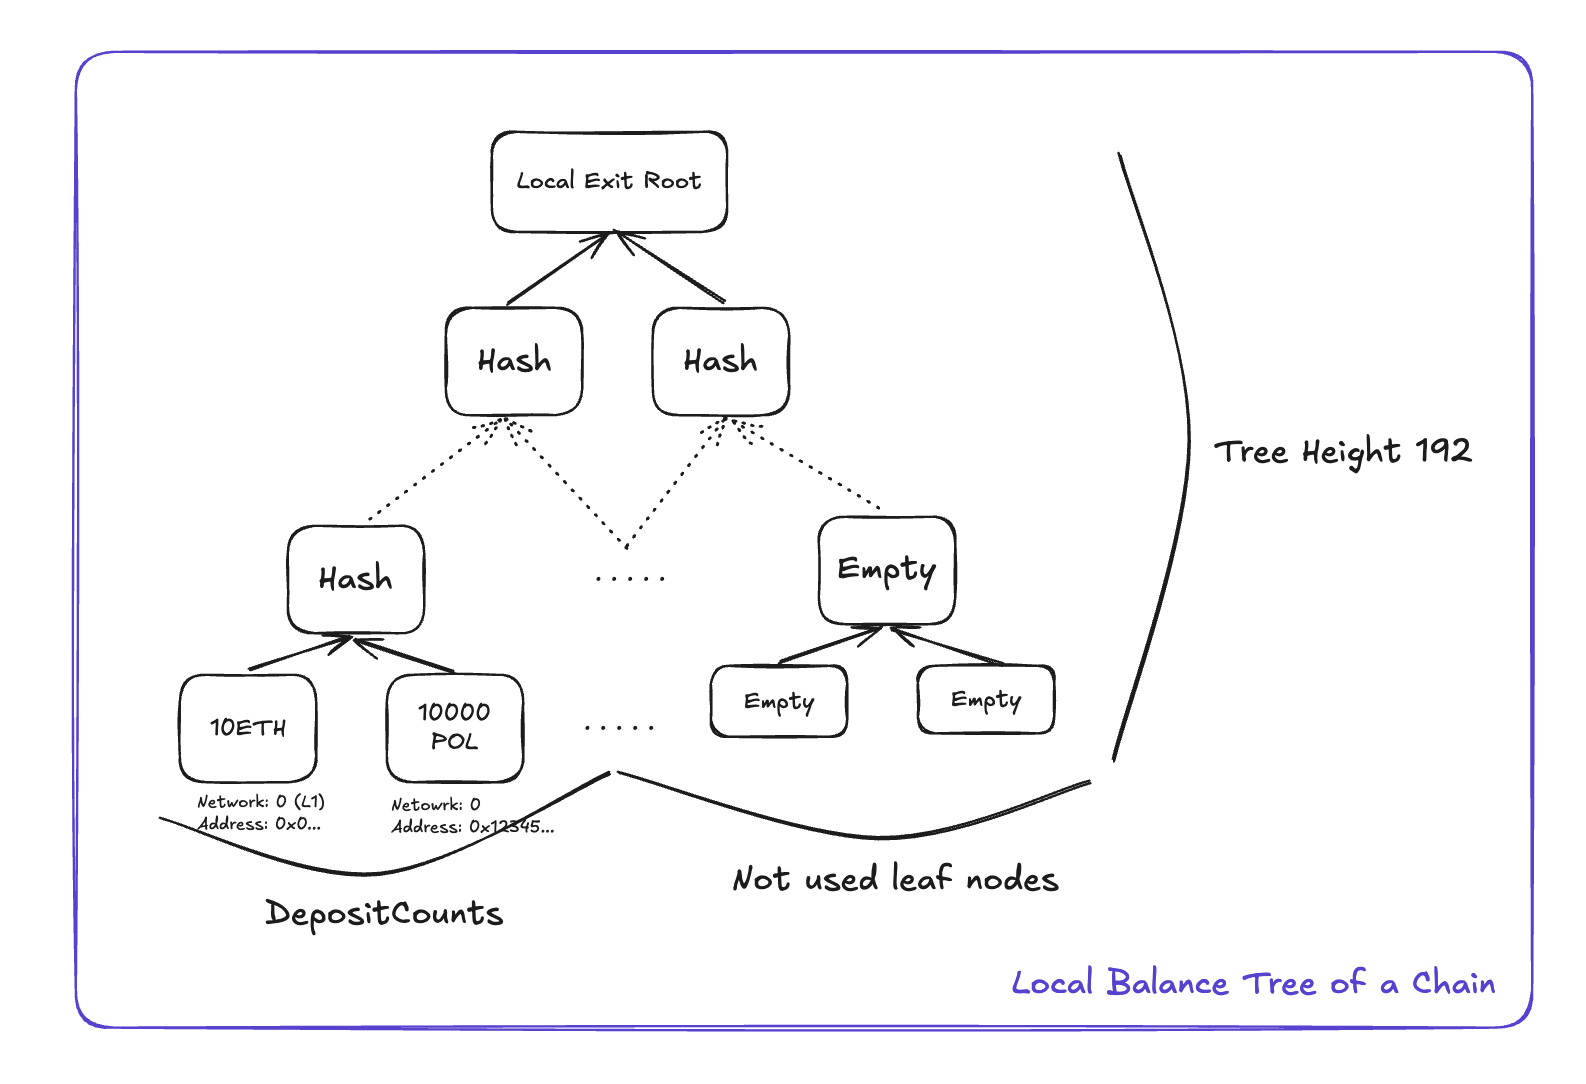 Local Exit Root
Hash
Hash
Tree Height 192
Hash
.....
Empty
10ETH
10000
POL
.....
Empty
Empty
Network: 0 (L1)
Address: 0x0...
Netowrk: 0
Address: 0x12345...
Not used leaf nodes
DepositCounts
Local Balance Tree of a Chain